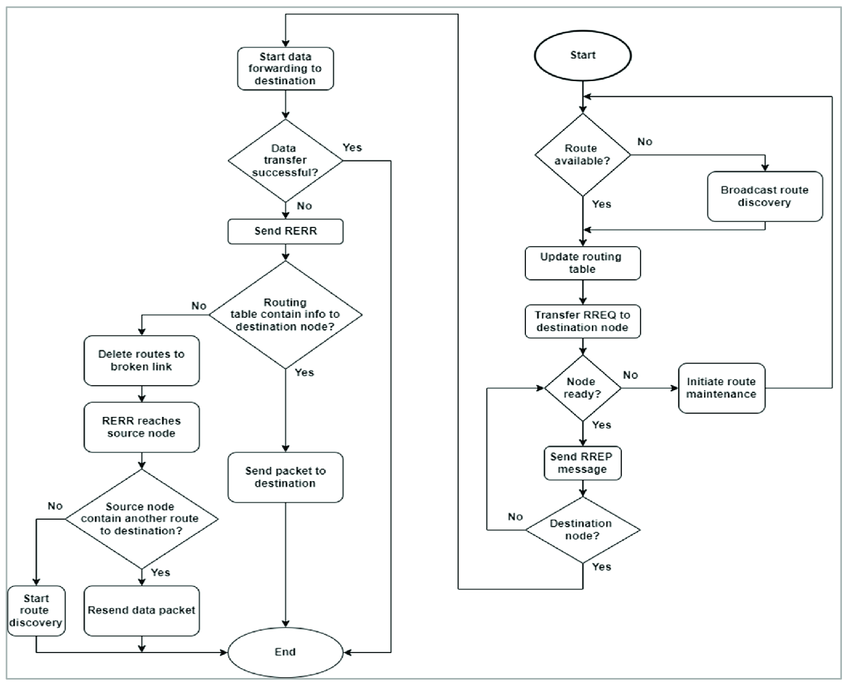 Start
Route
available?
No
Yes
Broadcast route
discovery
Update routing
table
Transfer RREQ to
destination node
Node
ready?
No
Yes
Initiate route
maintenance
Send RREP
message
Destination
node?
No
Yes
Start data
forwarding to
destination
Data
transfer
successful?
Yes
No
Send RERR
Routing
table contain info to
destination node?
No
Yes
Delete routes to
broken link
RERR reaches
source node
Send packet to
destination
Source node
contain another route
to destination?
No
Yes
Start
route
discovery
Resend data packet
End